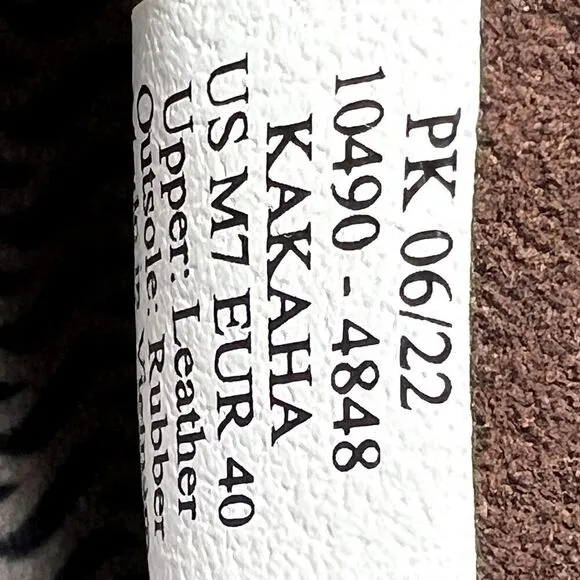 PK 06/22
10490 - 4848
KAKAHA
US M7 EUR 40
Upper: Leather
Outsole: Rubber